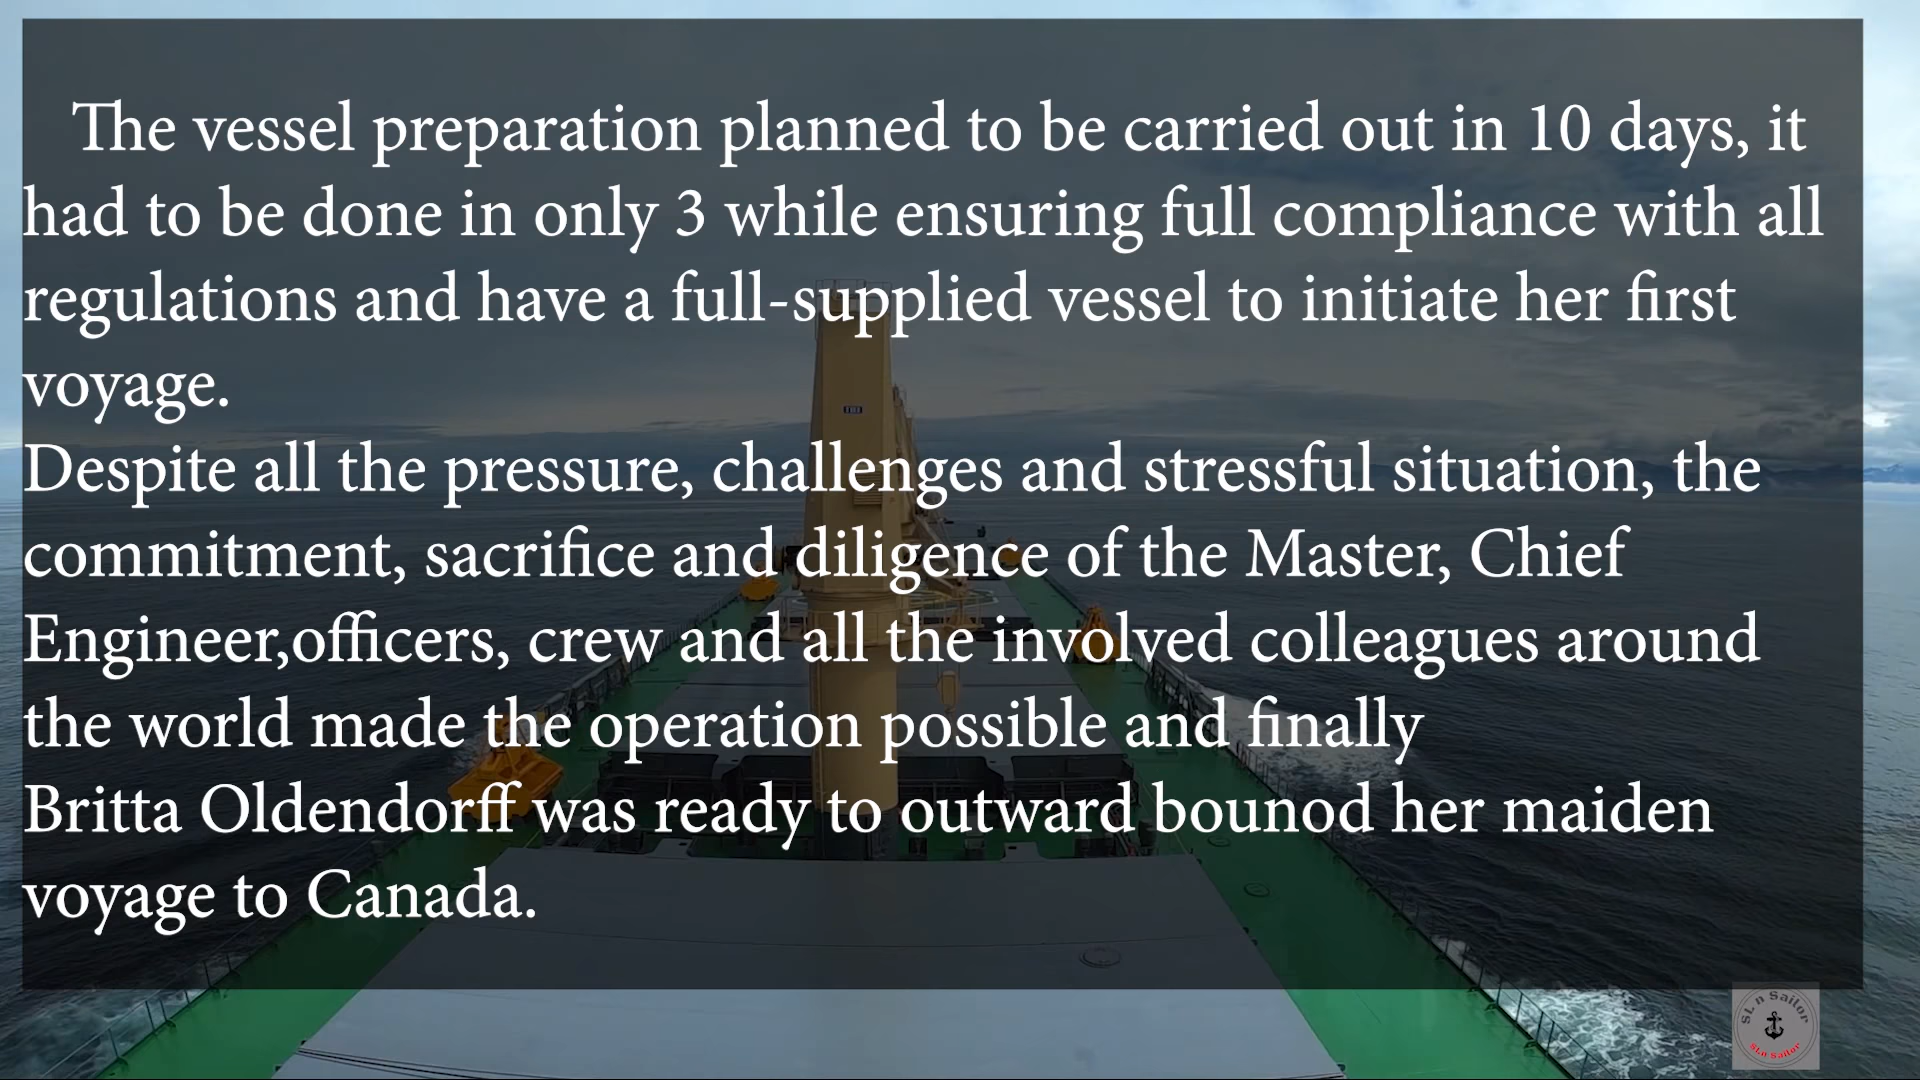 The vessel preparation planned to be carried out in 10 days, it
had to be done in only 3 while ensuring full compliance with all
regulations and have a full-supplied vessel to initiate her first
voyage.
Despite all the pressure, challenges and stressful situation, the
commitment, sacrifice and diligence of the Master, Chief
Engineer,officers, crew and all the involved colleagues around
the world made the operation possible and finally
Britta Oldendorff was ready to outward bounod her maiden
voyage to Canada.
SL n Sailor
SLn Sailor